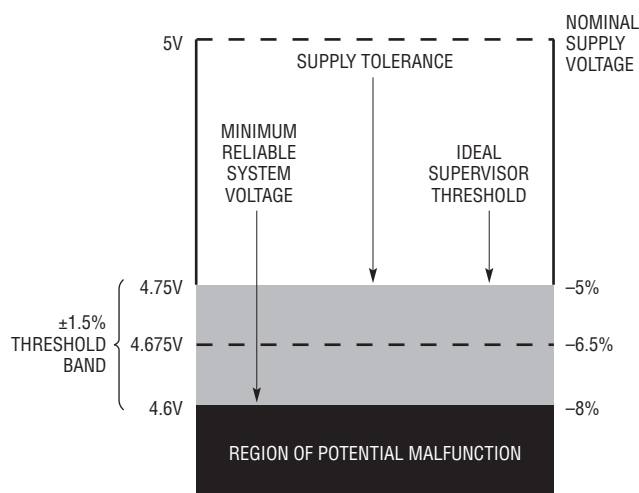 5V
NOMINAL
SUPPLY
VOLTAGE
SUPPLY TOLERANCE
MINIMUM
RELIABLE
SYSTEM
VOLTAGE
IDEAL
SUPERVISOR
THRESHOLD
4.75V
–5%
±1.5%
THRESHOLD
BAND
4.675V
–6.5%
4.6V
–8%
REGION OF POTENTIAL MALFUNCTION